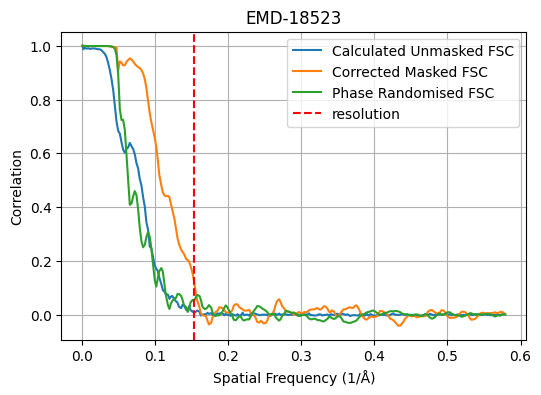 EMD-18523
Calculated Unmasked FSC
Corrected Masked FSC
Phase Randomised FSC
resolution
Correlation
1.0
0.8
0.6
0.4
0.2
0.0
0.0 0.1 0.2 0.3 0.4 0.5 0.6
Spatial Frequency (1/Å)